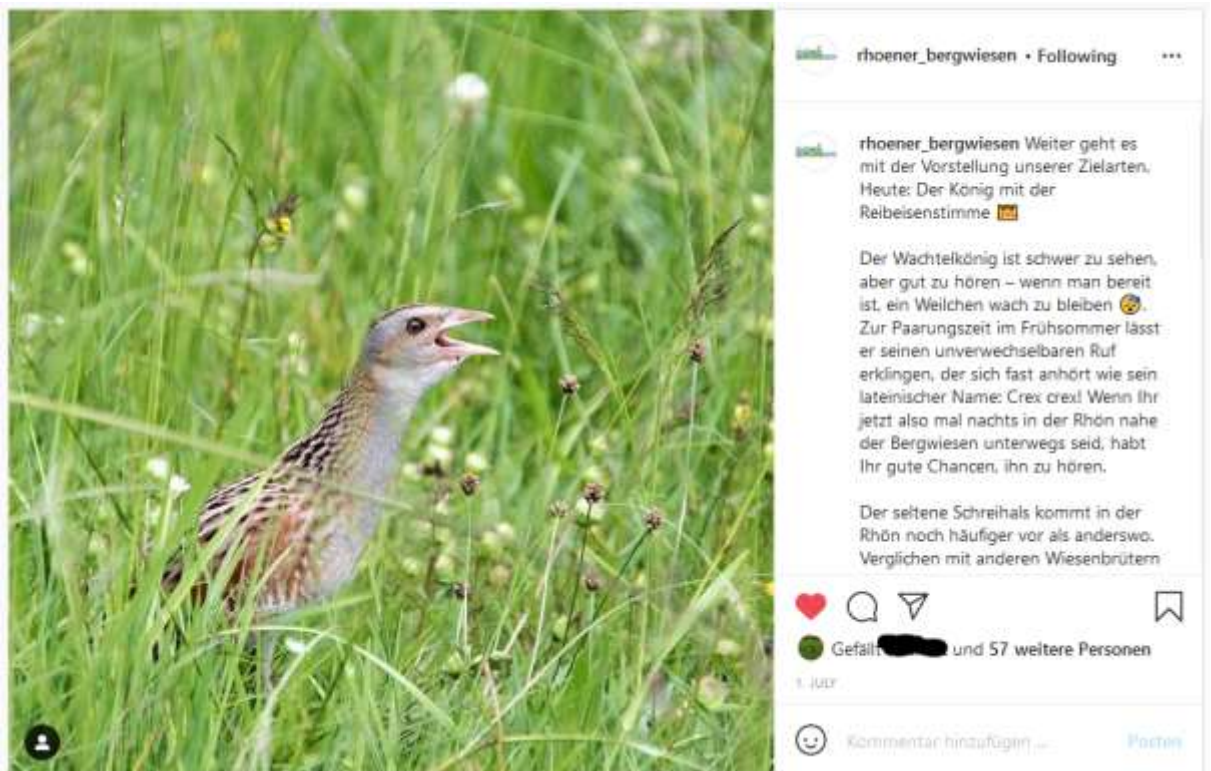 rhoener_bergwiesen • Following
rhoener_bergwiesen Weiter geht es
mit der Vorstellung unserer Zielarten.
Heute: Der König mit der
Reibeisenstimme
Der Wachtelkönig ist schwer zu sehen,
aber gut zu hören – wenn man bereit
ist, ein Weilchen wach zu bleiben 😴.
Zur Paarungszeit im Frühsommer lässt
er seinen unverwechselbaren Ruf
erklingen, der sich fast anhört wie sein
lateinischer Name: Crex crex! Wenn Ihr
jetzt also mal nachts in der Rhön nahe
der Bergwiesen unterwegs seid, habt
Ihr gute Chancen, ihn zu hören.
Der seltene Schreihals kommt in der
Rhön noch häufiger vor als anderswo.
Verglichen mit anderen Wiesenbrütern
Gefällt und 57 weitere Personen
1. JULY
Kommentar hinzufügen ...
Posten